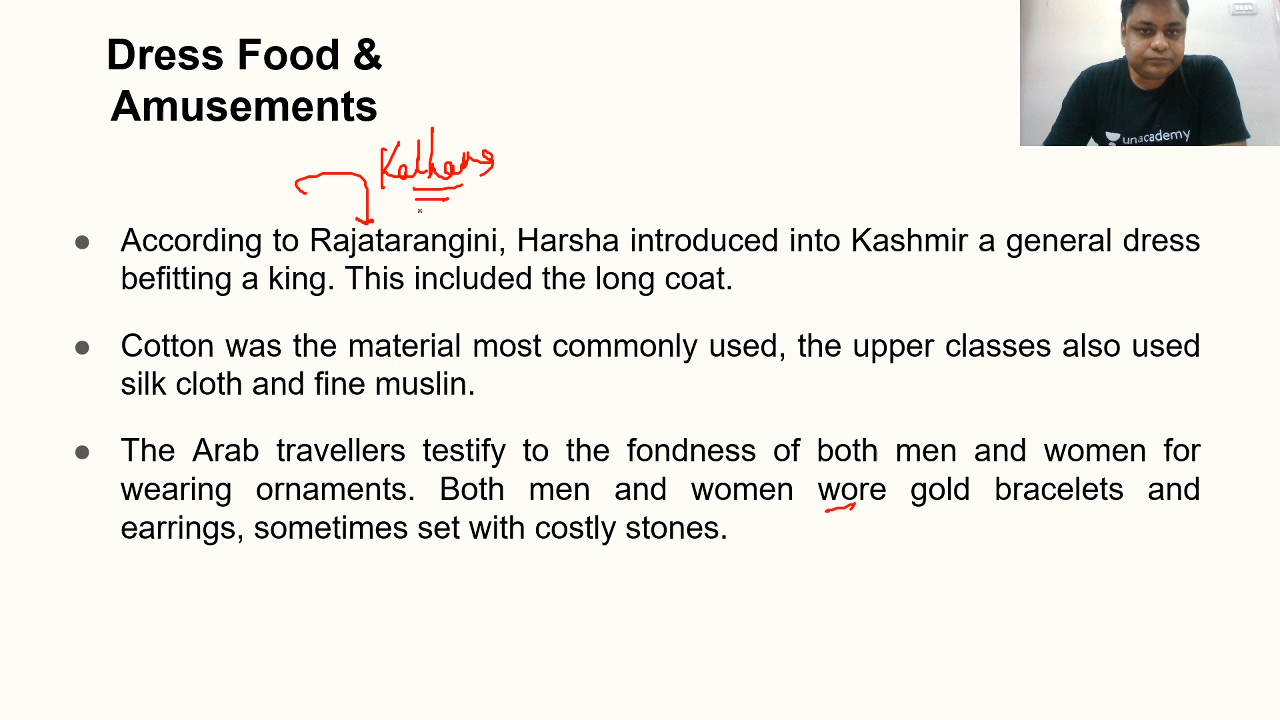 Dress Food &
Amusements
unacademy
Kalhana
● According to Rajatarangini, Harsha introduced into Kashmir a general dress
befitting a king. This included the long coat.
● Cotton was the material most commonly used, the upper classes also used
silk cloth and fine muslin.
● The Arab travellers testify to the fondness of both men and women for
wearing ornaments. Both men and women wore gold bracelets and
earrings, sometimes set with costly stones.